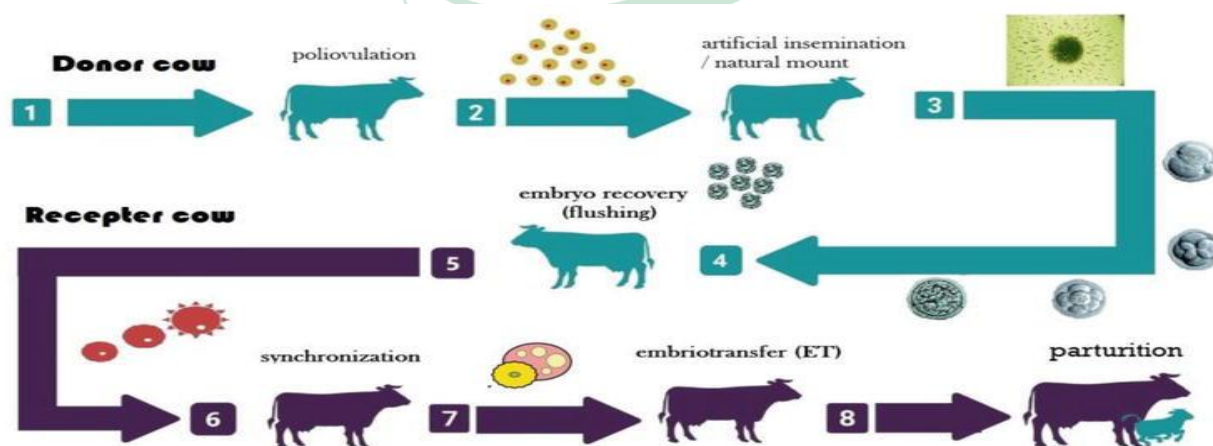 Donor cow
poliovulation
artificial insemination
/ natural mount
1
2
3
embryo recovery
(flushing)
Recepter cow
5
4
synchronization
embriotransfer (ET)
parturition
6
7
8